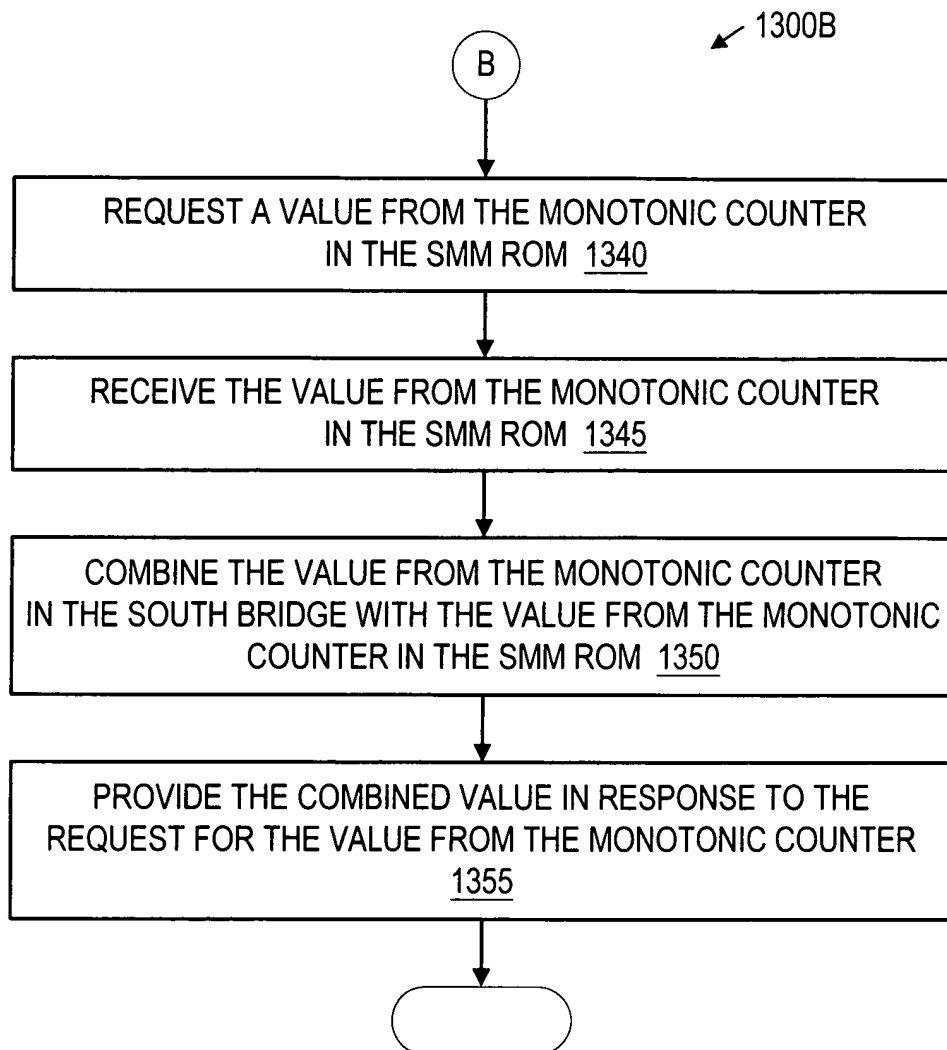 1300B
B
REQUEST A VALUE FROM THE MONOTONIC COUNTER
IN THE SMM ROM 1340
RECEIVE THE VALUE FROM THE MONOTONIC COUNTER
IN THE SMM ROM 1345
COMBINE THE VALUE FROM THE MONOTONIC COUNTER
IN THE SOUTH BRIDGE WITH THE VALUE FROM THE MONOTONIC
COUNTER IN THE SMM ROM 1350
PROVIDE THE COMBINED VALUE IN RESPONSE TO THE
REQUEST FOR THE VALUE FROM THE MONOTONIC COUNTER
1355